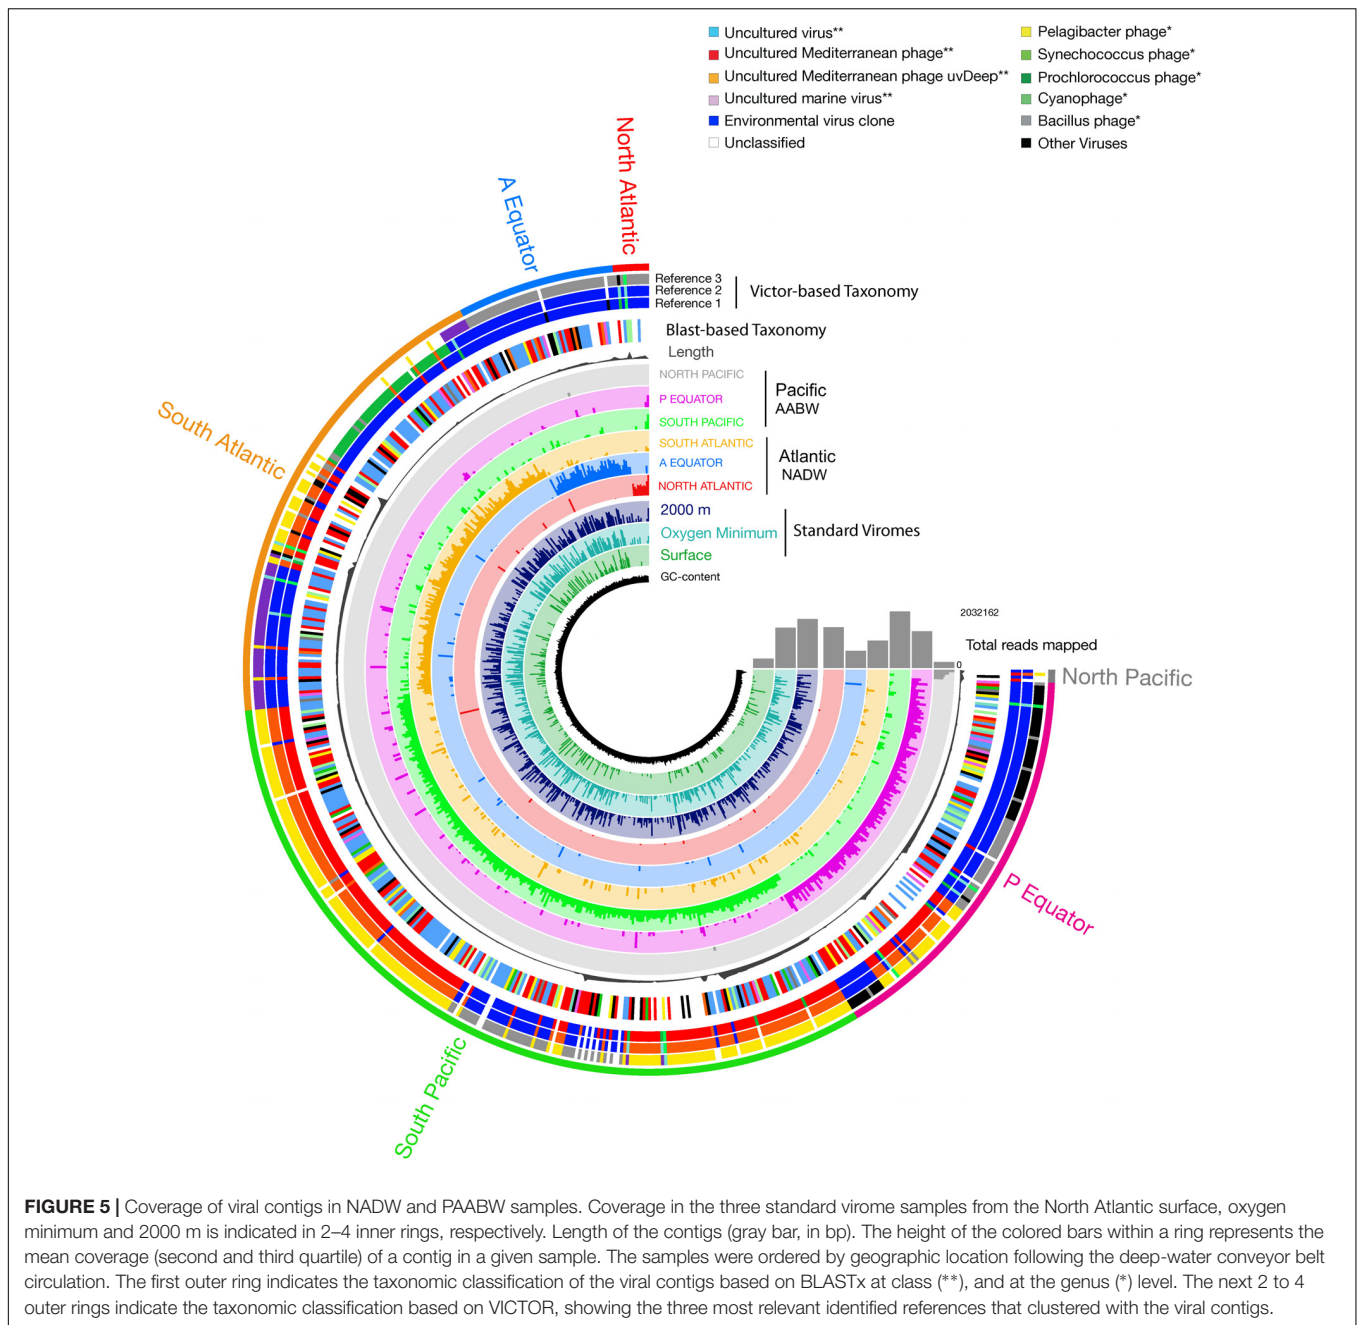 Uncultured virus**
Uncultured Mediterranean phage**
Uncultured Mediterranean phage uvDeep**
Uncultured marine virus**
Environmental virus clone
Unclassified
Pelagibacter phage*
Synechococcus phage*
Prochlorococcus phage*
Cyanophage*
Bacillus phage*
Other Viruses
North Atlantic
A Equator
South Atlantic
Reference 3
Reference 2
Reference 1
Victor-based Taxonomy
Blast-based Taxonomy
Length
NORTH PACIFIC
P EQUATOR
SOUTH PACIFIC
Pacific
AABW
SOUTH ATLANTIC
A EQUATOR
NORTH ATLANTIC
Atlantic
NADW
2000 m
Oxygen Minimum
Surface
Standard Viromes
GC-content
2032162
Total reads mapped
0
North Pacific
P Equator
South Pacific
FIGURE 5 | Coverage of viral contigs in NADW and PAABW samples. Coverage in the three standard virome samples from the North Atlantic surface, oxygen
minimum and 2000 m is indicated in 2–4 inner rings, respectively. Length of the contigs (gray bar, in bp). The height of the colored bars within a ring represents the
mean coverage (second and third quartile) of a contig in a given sample. The samples were ordered by geographic location following the deep-water conveyor belt
circulation. The first outer ring indicates the taxonomic classification of the viral contigs based on BLASTx at class (**), and at the genus (*) level. The next 2 to 4
outer rings indicate the taxonomic classification based on VICTOR, showing the three most relevant identified references that clustered with the viral contigs.